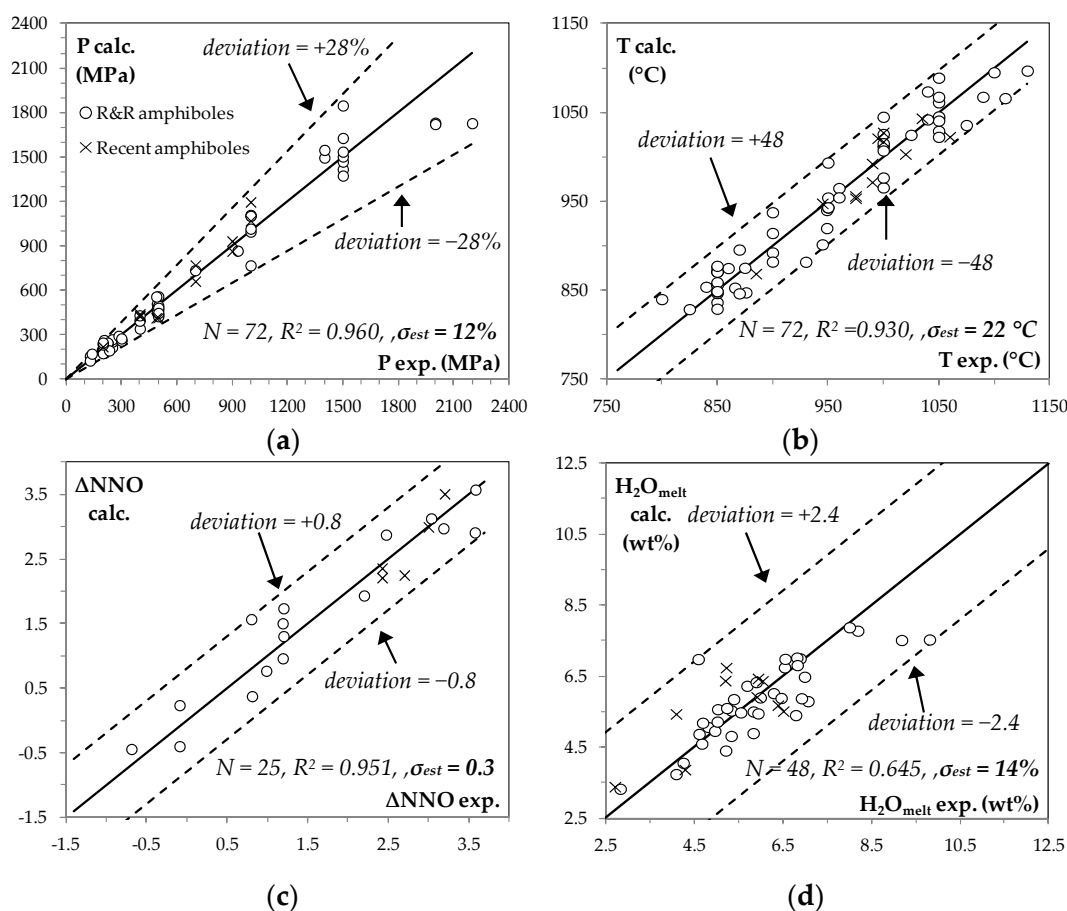 P calc.
(MPa)
deviation = +28%
R&R amphiboles
Recent amphiboles
deviation = −28%
N = 72, R² = 0.960, ,σest = 12%
P exp. (MPa)
2400
2100
1800
1500
1200
900
600
300
0
0 300 600 900 1200 1500 1800 2100 2400
(a)
T calc.
(°C)
deviation = +48
deviation = −48
N = 72, R² =0.930, ,σest = 22 °C
T exp. (°C)
1150
1050
950
850
750
750 850 950 1050 1150
(b)
ΔNNO
calc.
deviation = +0.8
deviation = −0.8
N = 25, R² = 0.951, ,σest = 0.3
ΔNNO exp.
3.5
2.5
1.5
0.5
-0.5
-1.5
-1.5 -0.5 0.5 1.5 2.5 3.5
(c)
H₂Omelt
calc.
(wt%)
deviation = +2.4
deviation = −2.4
N = 48, R² = 0.645, ,σest = 14%
H₂Omelt exp. (wt%)
12.5
10.5
8.5
6.5
4.5
2.5
2.5 4.5 6.5 8.5 10.5 12.5
(d)